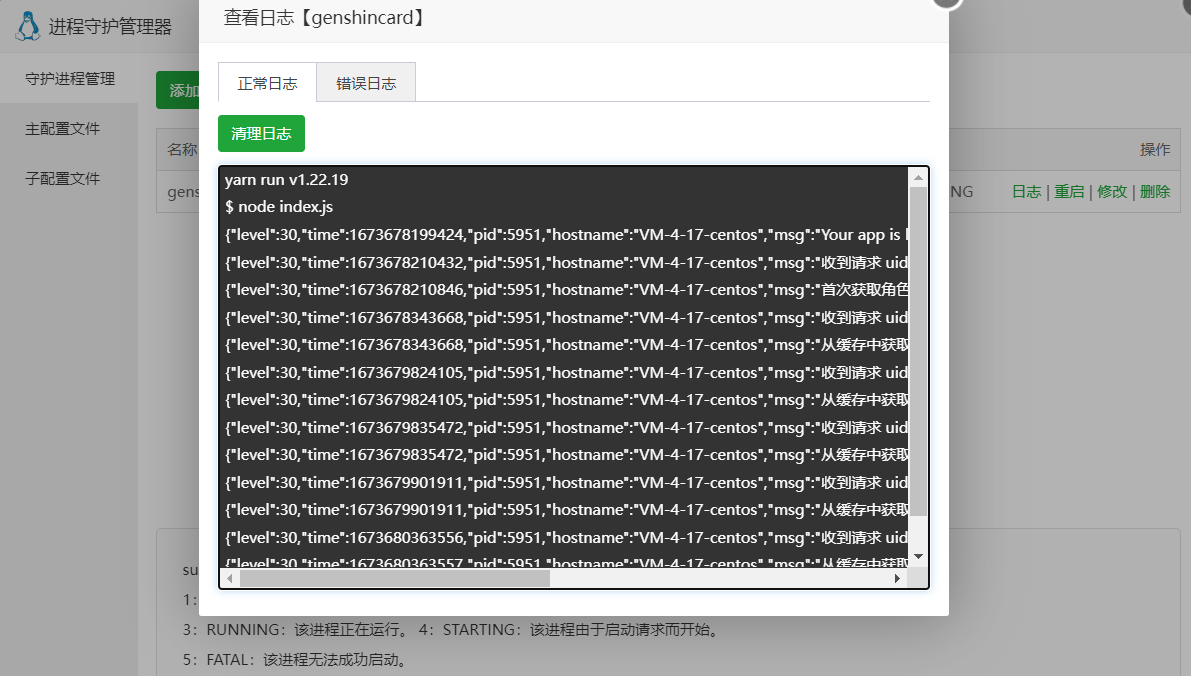 进程守护管理器
守护进程管理
主配置文件
子配置文件
添加
名称
操作
NG
日志 | 重启 | 修改 | 删除
查看日志【genshincard】
正常日志
错误日志
清理日志
yarn run v1.22.19
$ node index.js
{"level":30,"time":1673678199424,"pid":5951,"hostname":"VM-4-17-centos","msg":"Your app is
{"level":30,"time":1673678210432,"pid":5951,"hostname":"VM-4-17-centos","msg":"收到请求 uid
{"level":30,"time":1673678210846,"pid":5951,"hostname":"VM-4-17-centos","msg":"首次获取角色
{"level":30,"time":1673678343668,"pid":5951,"hostname":"VM-4-17-centos","msg":"收到请求 uid
{"level":30,"time":1673678343668,"pid":5951,"hostname":"VM-4-17-centos","msg":"从缓存中获取
{"level":30,"time":1673679824105,"pid":5951,"hostname":"VM-4-17-centos","msg":"收到请求 uid
{"level":30,"time":1673679824105,"pid":5951,"hostname":"VM-4-17-centos","msg":"从缓存中获取
{"level":30,"time":1673679835472,"pid":5951,"hostname":"VM-4-17-centos","msg":"收到请求 uid
{"level":30,"time":1673679835472,"pid":5951,"hostname":"VM-4-17-centos","msg":"从缓存中获取
{"level":30,"time":1673679901911,"pid":5951,"hostname":"VM-4-17-centos","msg":"收到请求 uid
{"level":30,"time":1673679901911,"pid":5951,"hostname":"VM-4-17-centos","msg":"从缓存中获取
{"level":30,"time":1673680363556,"pid":5951,"hostname":"VM-4-17-centos","msg":"收到请求 uid
{"level":30,"time":1673680363557,"pid":5951,"hostname":"VM-4-17-centos","msg":"从缓存中获取
su
1：
3：RUNNING：该进程正在运行。 4：STARTING：该进程由于启动请求而开始。
5：FATAL：该进程无法成功启动。